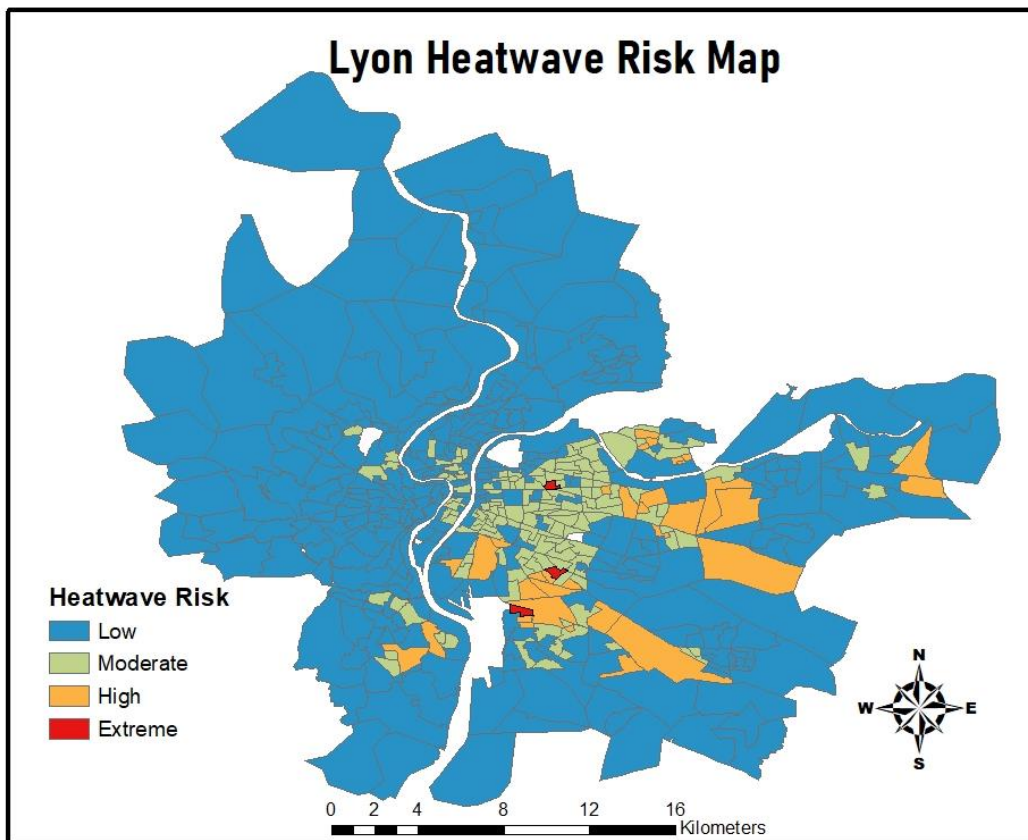 Lyon Heatwave Risk Map
Heatwave Risk
Low
Moderate
High
Extreme
N
W E
S
0 2 4 8 12 16
Kilometers